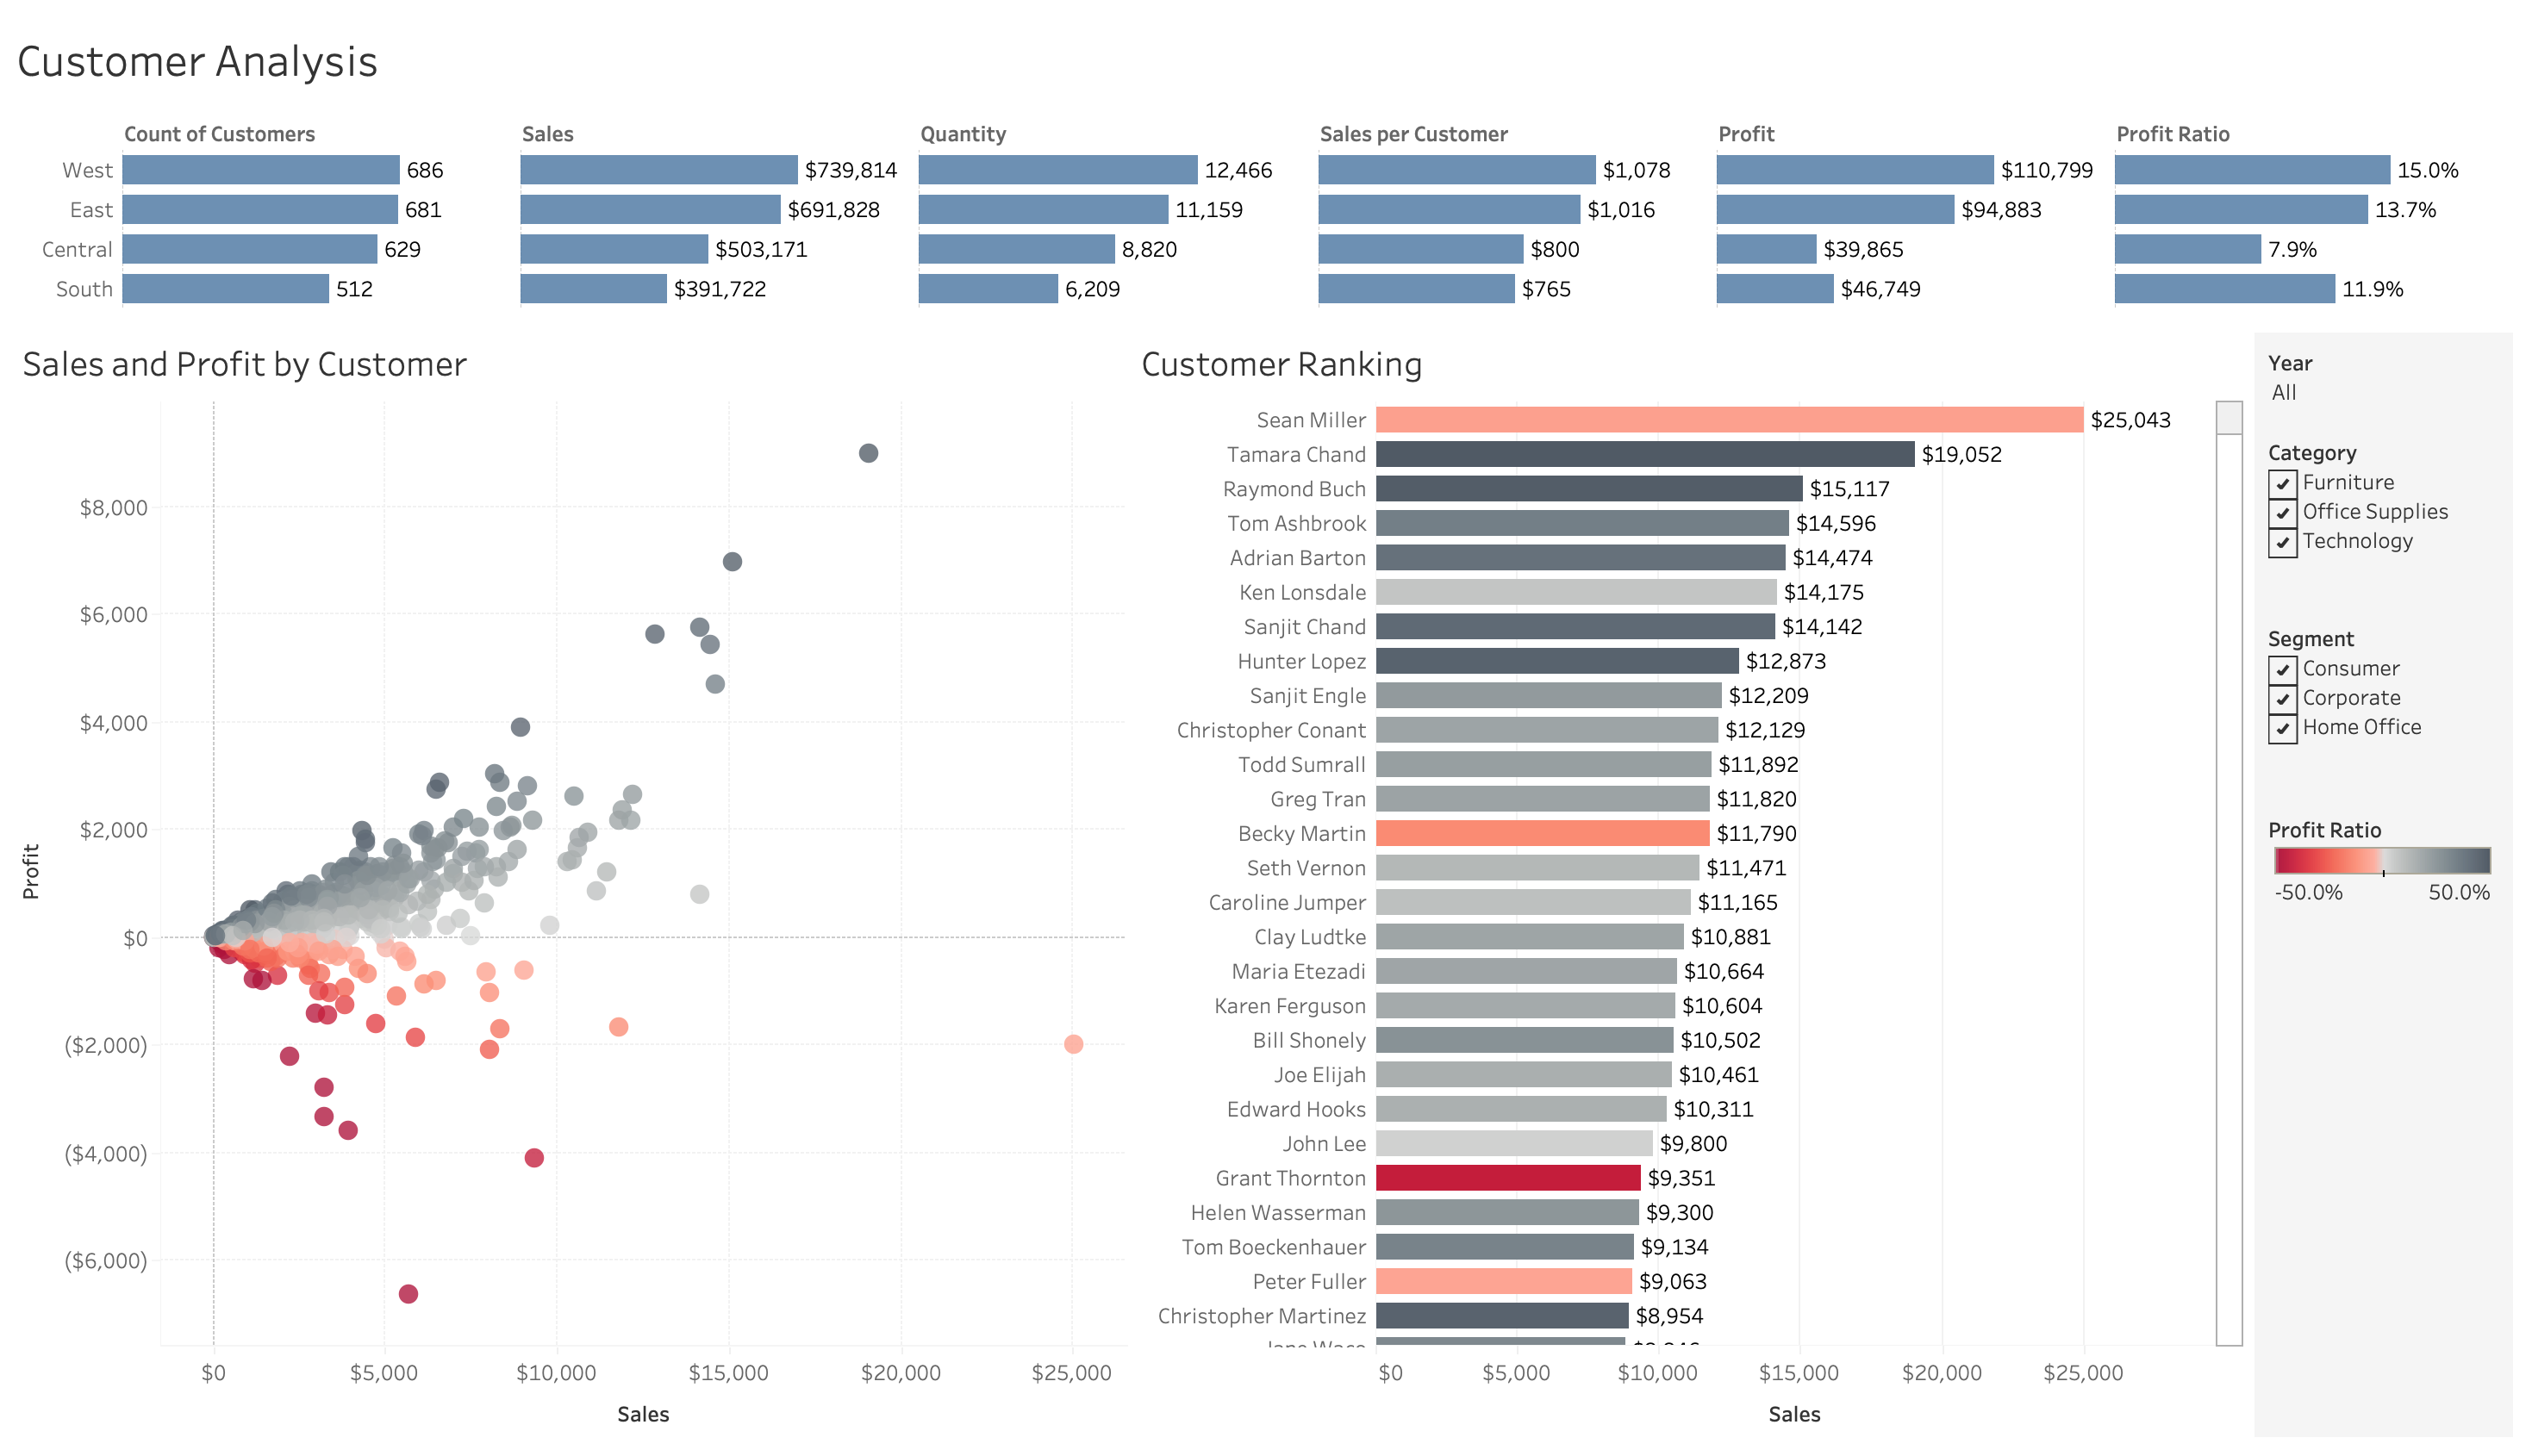 Customer Analysis
Count of Customers Sales Quantity Sales per Customer Profit Profit Ratio
West 686 $739,814 12,466 $1,078 $110,799 15.0%
East 681 $691,828 11,159 $1,016 $94,883 13.7%
Central 629 $503,171 8,820 $800 $39,865 7.9%
South 512 $391,722 6,209 $765 $46,749 11.9%
Sales and Profit by Customer
Profit
$8,000
$6,000
$4,000
$2,000
$0
($2,000)
($4,000)
($6,000)
$0 $5,000 $10,000 $15,000 $20,000 $25,000
Sales
Customer Ranking
Sean Miller $25,043
Tamara Chand $19,052
Raymond Buch $15,117
Tom Ashbrook $14,596
Adrian Barton $14,474
Ken Lonsdale $14,175
Sanjit Chand $14,142
Hunter Lopez $12,873
Sanjit Engle $12,209
Christopher Conant $12,129
Todd Sumrall $11,892
Greg Tran $11,820
Becky Martin $11,790
Seth Vernon $11,471
Caroline Jumper $11,165
Clay Ludtke $10,881
Maria Etezadi $10,664
Karen Ferguson $10,604
Bill Shonely $10,502
Joe Elijah $10,461
Edward Hooks $10,311
John Lee $9,800
Grant Thornton $9,351
Helen Wasserman $9,300
Tom Boeckenhauer $9,134
Peter Fuller $9,063
Christopher Martinez $8,954
$0 $5,000 $10,000 $15,000 $20,000 $25,000
Sales
Year
All
Category
Furniture
Office Supplies
Technology
Segment
Consumer
Corporate
Home Office
Profit Ratio
-50.0% 50.0%